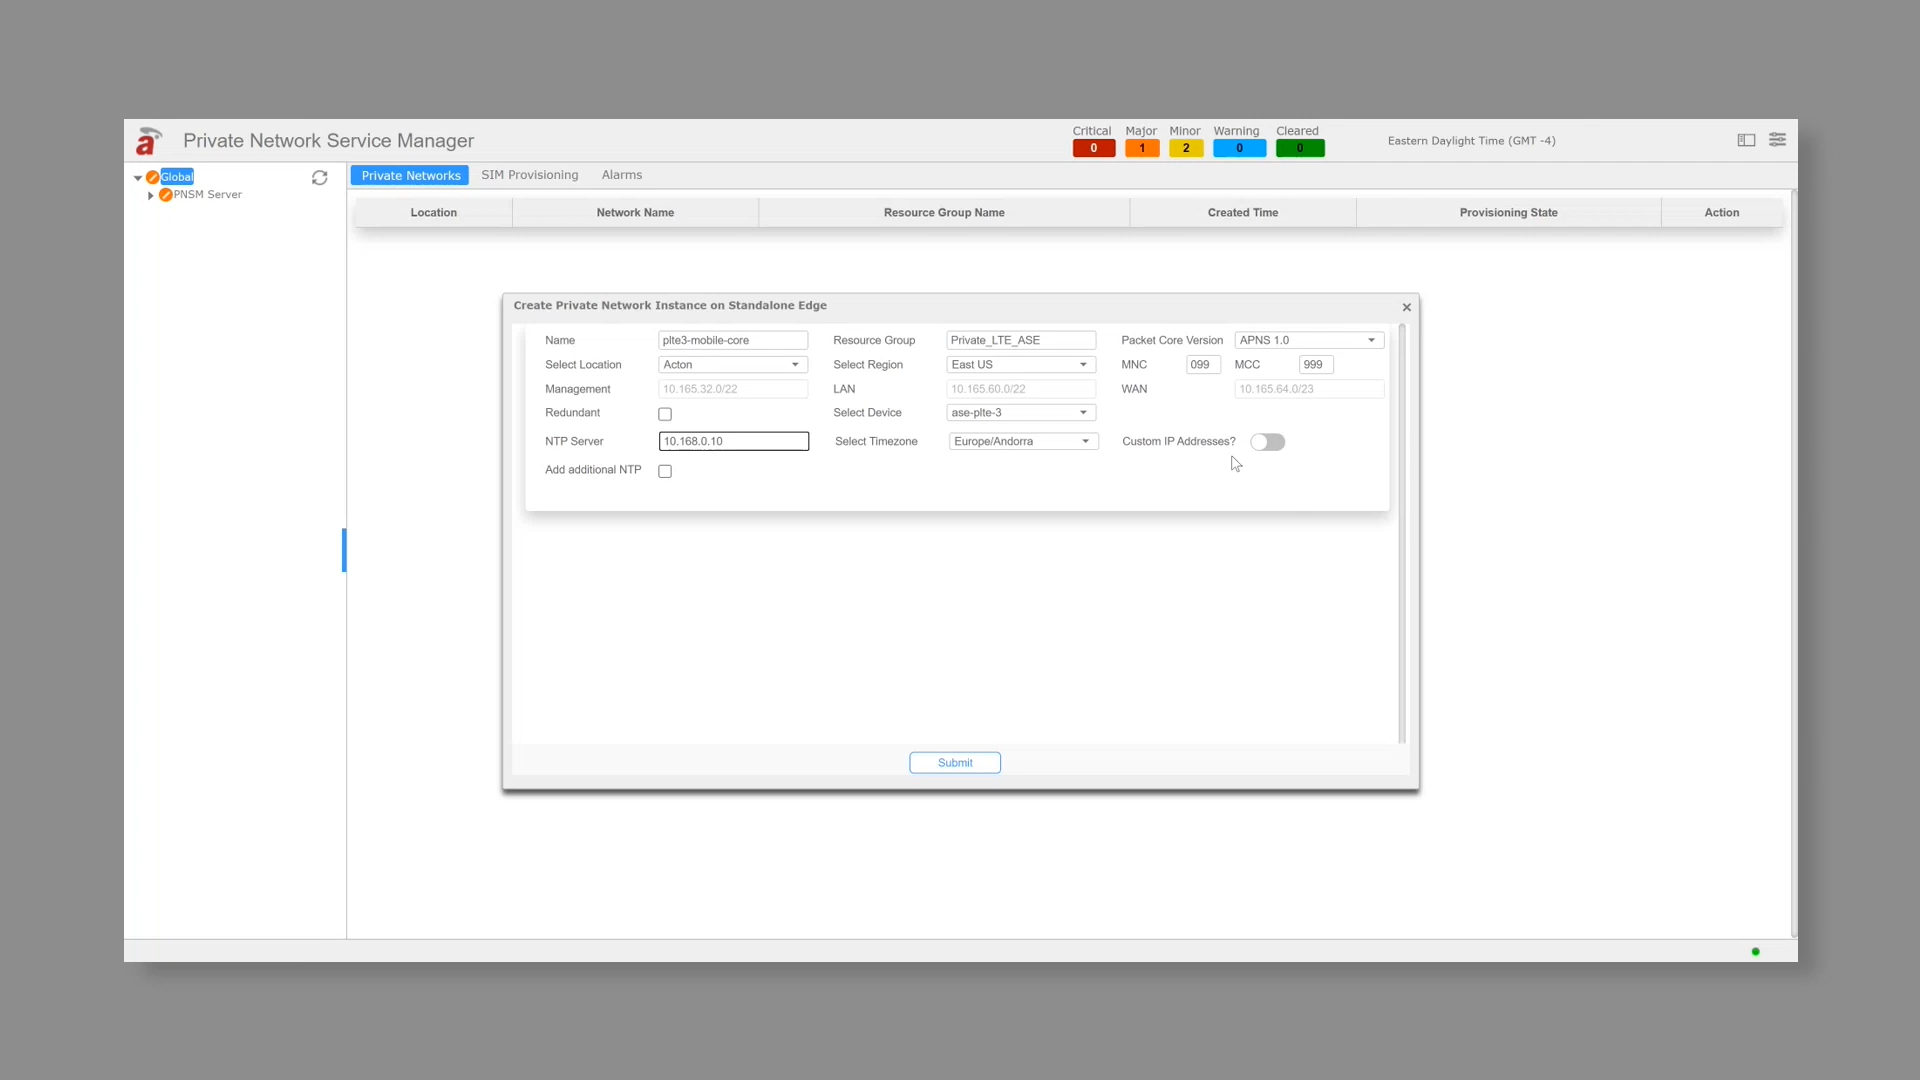 a Private Network Service Manager
Critical Major Minor Warning Cleared
0 1 2 0 0
Eastern Daylight Time (GMT -4)
Global
PNSM Server
Private Networks SIM Provisioning Alarms
Location Network Name Resource Group Name Created Time Provisioning State Action
Create Private Network Instance on Standalone Edge
Name plte3-mobile-core Resource Group Private_LTE_ASE Packet Core Version APNS 1.0
Select Location Acton Select Region East US MNC 099 MCC 999
Management 10.165.32.0/22 LAN 10.165.60.0/22 WAN 10.165.64.0/23
Redundant Select Device ase-plte-3
NTP Server 10.168.0.10 Select Timezone Europe/Andorra Custom IP Addresses?
Add additional NTP
Submit